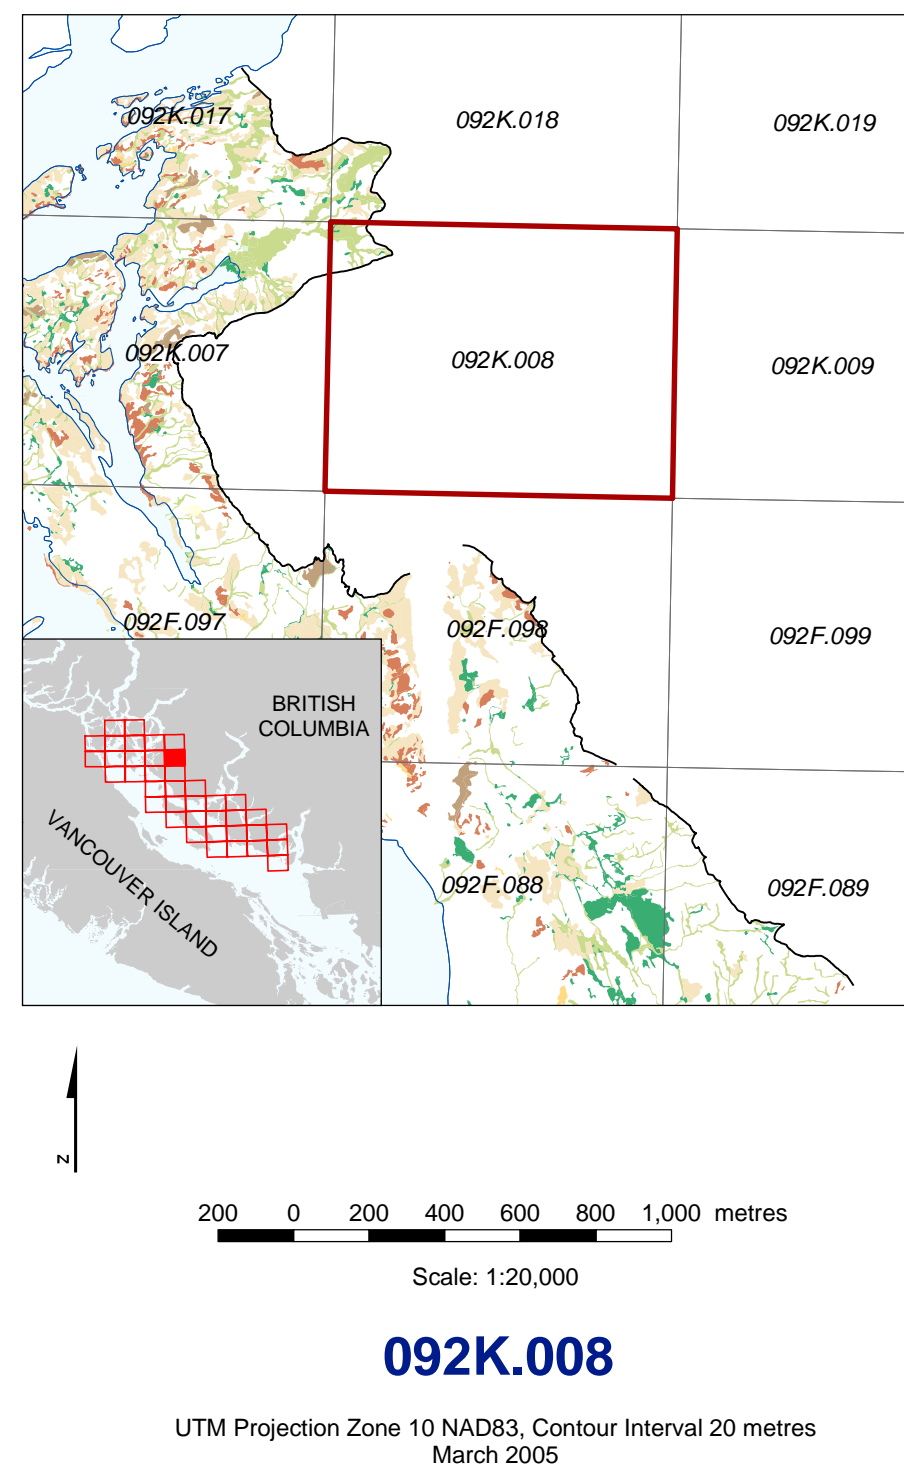 092K.017
092K.018
092K.019
092K.007
092K.008
092K.009
092F.097
092F.098
092F.099
BRITISH
COLUMBIA
VANCOUVER ISLAND
092F.088
092F.089
N
200 0 200 400 600 800 1,000 metres
Scale: 1:20,000
092K.008
UTM Projection Zone 10 NAD83, Contour Interval 20 metres
March 2005